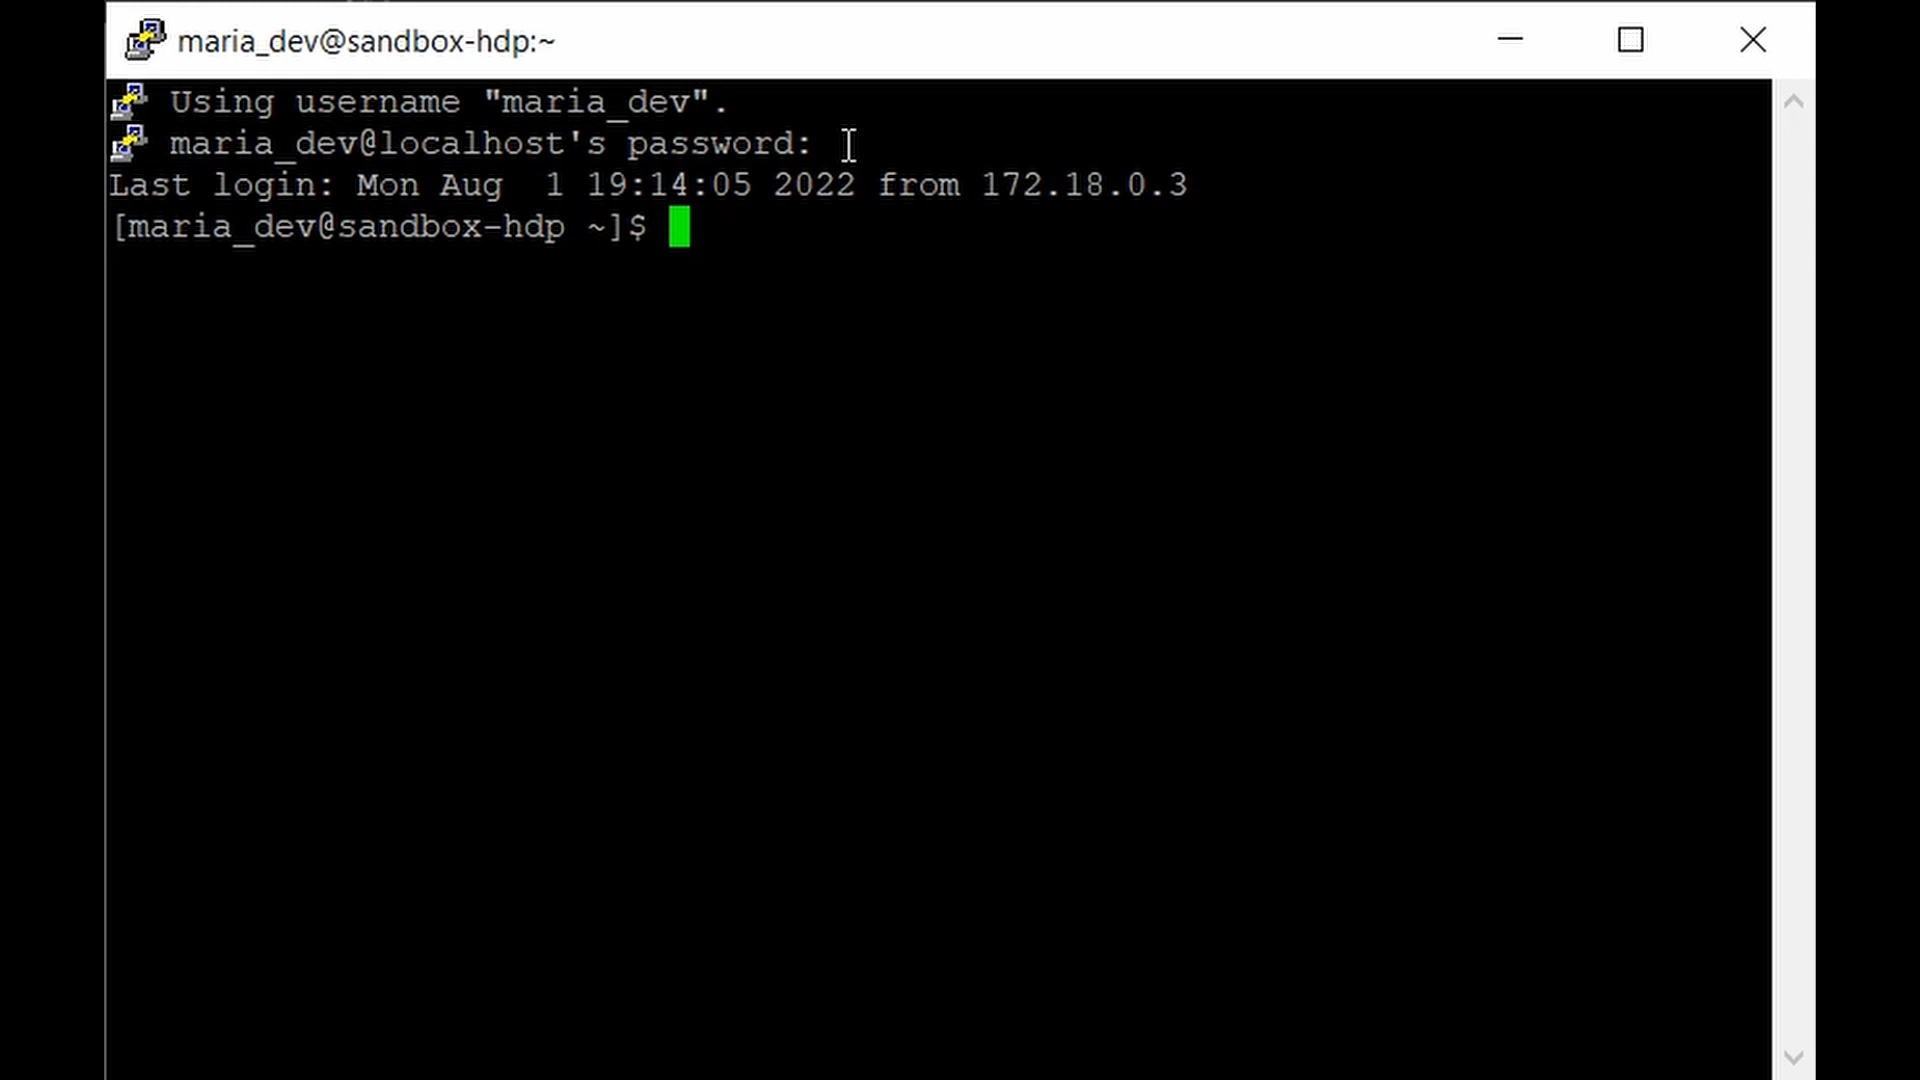 maria_dev@sandbox-hdp:~
Using username "maria_dev".
maria_dev@localhost's password:
Last login: Mon Aug  1 19:14:05 2022 from 172.18.0.3
[maria_dev@sandbox-hdp ~]$